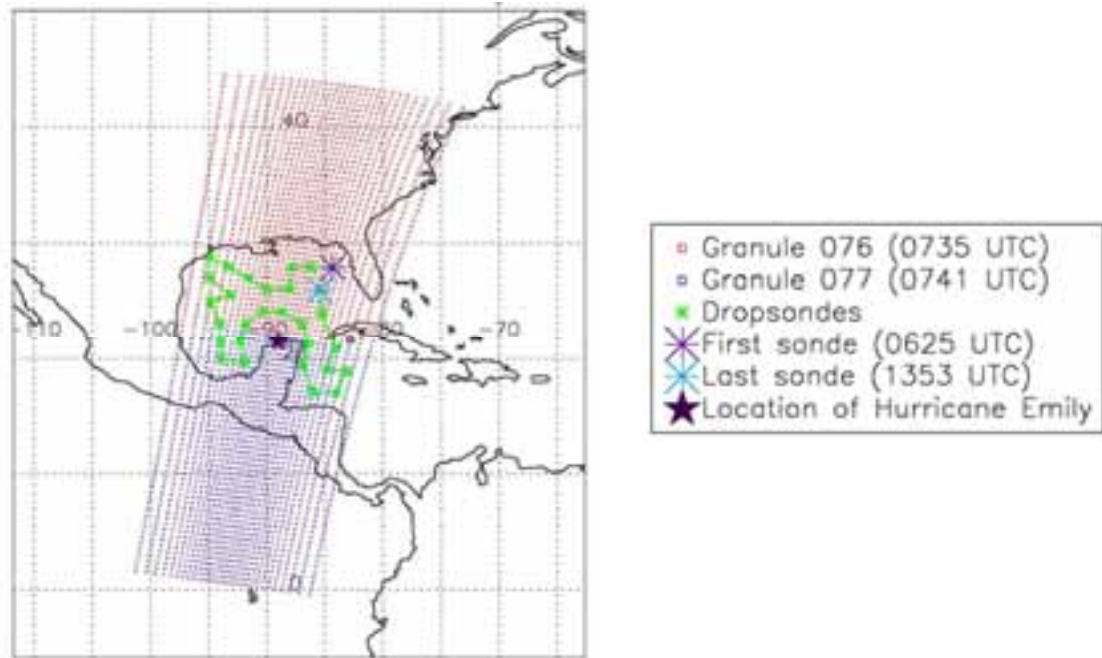 40
-110 -100 -90 -80 -70
0
Granule 076 (0735 UTC)
Granule 077 (0741 UTC)
Dropsondes
First sonde (0625 UTC)
Last sonde (1353 UTC)
Location of Hurricane Emily